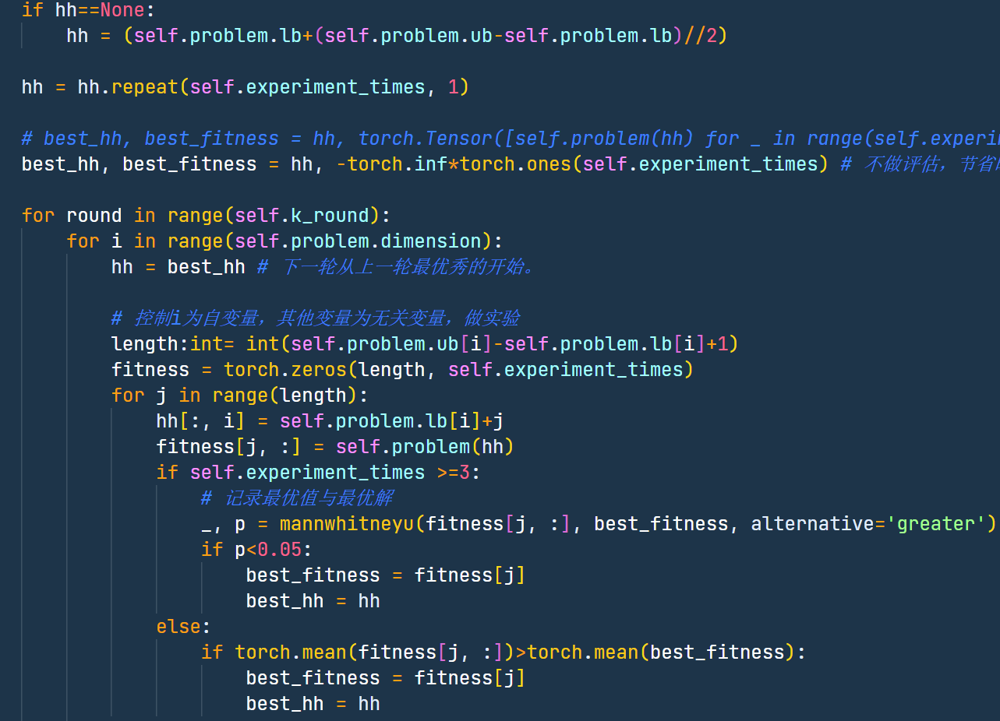 if hh==None:
hh = (self.problem.lb+(self.problem.ub-self.problem.lb)//2)
hh = hh.repeat(self.experiment_times, 1)
# best_hh, best_fitness = hh, torch.Tensor([self.problem(hh) for _ in range(self.experi
best_hh, best_fitness = hh, -torch.inf*torch.ones(self.experiment_times) # 不做评估，节省
for round in range(self.k_round):
for i in range(self.problem.dimension):
hh = best_hh # 下一轮从上一轮最优秀的开始。
# 控制i为自变量，其他变量为无关变量，做实验
length:int= int(self.problem.ub[i]-self.problem.lb[i]+1)
fitness = torch.zeros(length, self.experiment_times)
for j in range(length):
hh[:, i] = self.problem.lb[i]+j
fitness[j, :] = self.problem(hh)
if self.experiment_times >=3:
# 记录最优值与最优解
_, p = mannwhitneyu(fitness[j, :], best_fitness, alternative='greater')
if p<0.05:
best_fitness = fitness[j]
best_hh = hh
else:
if torch.mean(fitness[j, :])>torch.mean(best_fitness):
best_fitness = fitness[j]
best_hh = hh